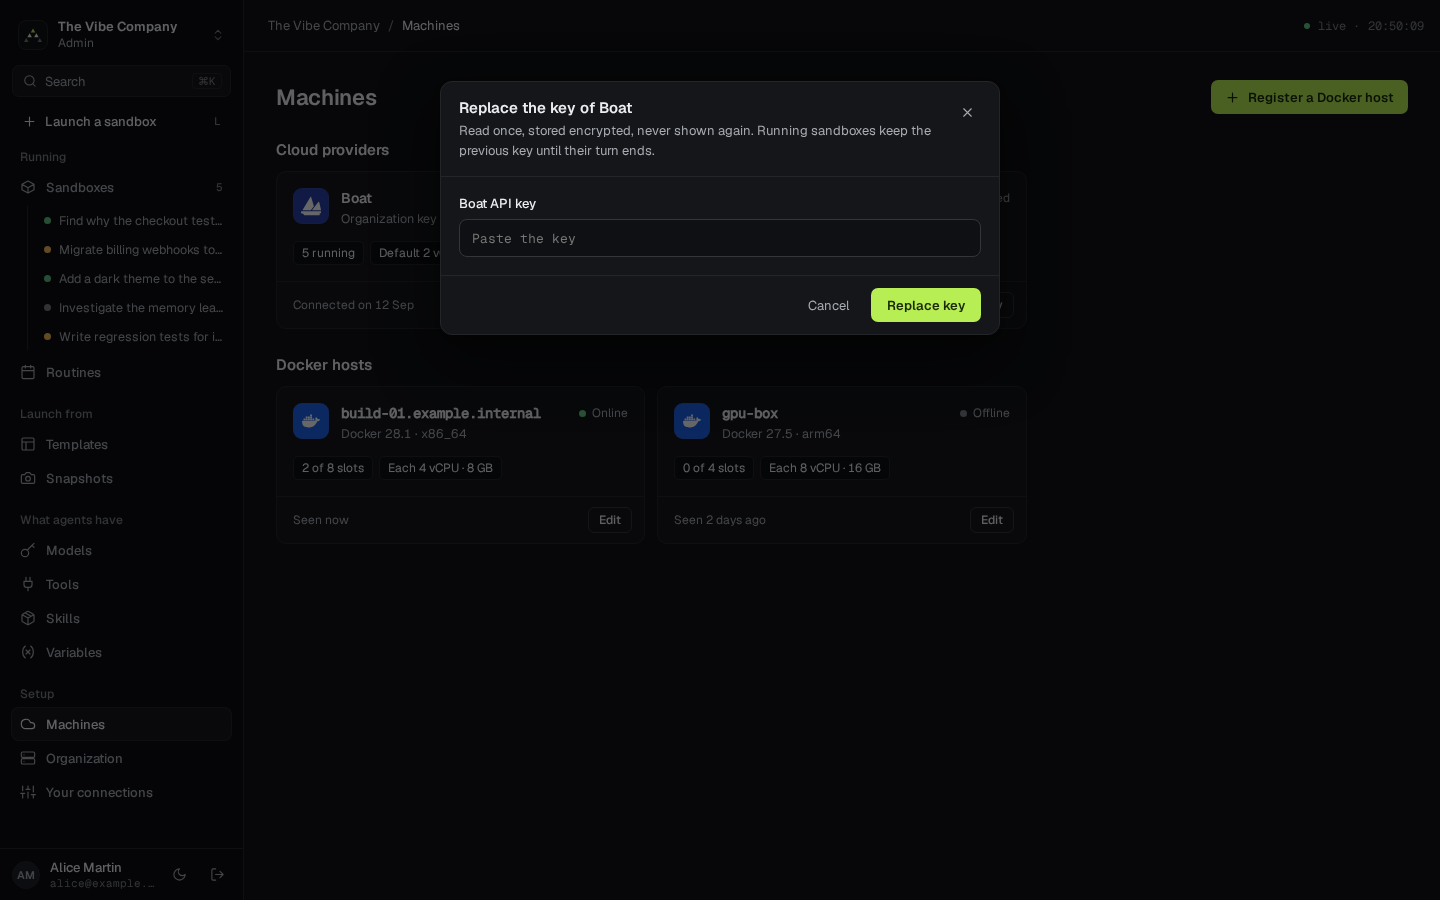 The Vibe Company
Admin
Search ⌘K
Launch a sandbox L
Running
Sandboxes 5
Find why the checkout test…
Migrate billing webhooks to…
Add a dark theme to the se…
Investigate the memory lea…
Write regression tests for i…
Routines
Launch from
Templates
Snapshots
What agents have
Models
Tools
Skills
Variables
Setup
Machines
Organization
Your connections
AM
Alice Martin
alice@example.…
The Vibe Company / Machines
live · 20:50:09
Machines
Register a Docker host
Cloud providers
Boat
Organization key
5 running
Default 2
Connected on 12 Sep
Replace the key of Boat
Read once, stored encrypted, never shown again. Running sandboxes keep the
previous key until their turn ends.
Boat API key
Paste the key
Cancel
Replace key
Docker hosts
build-01.example.internal
Online
Docker 28.1 · x86_64
2 of 8 slots
Each 4 vCPU · 8 GB
Seen now
Edit
gpu-box
Offline
Docker 27.5 · arm64
0 of 4 slots
Each 8 vCPU · 16 GB
Seen 2 days ago
Edit